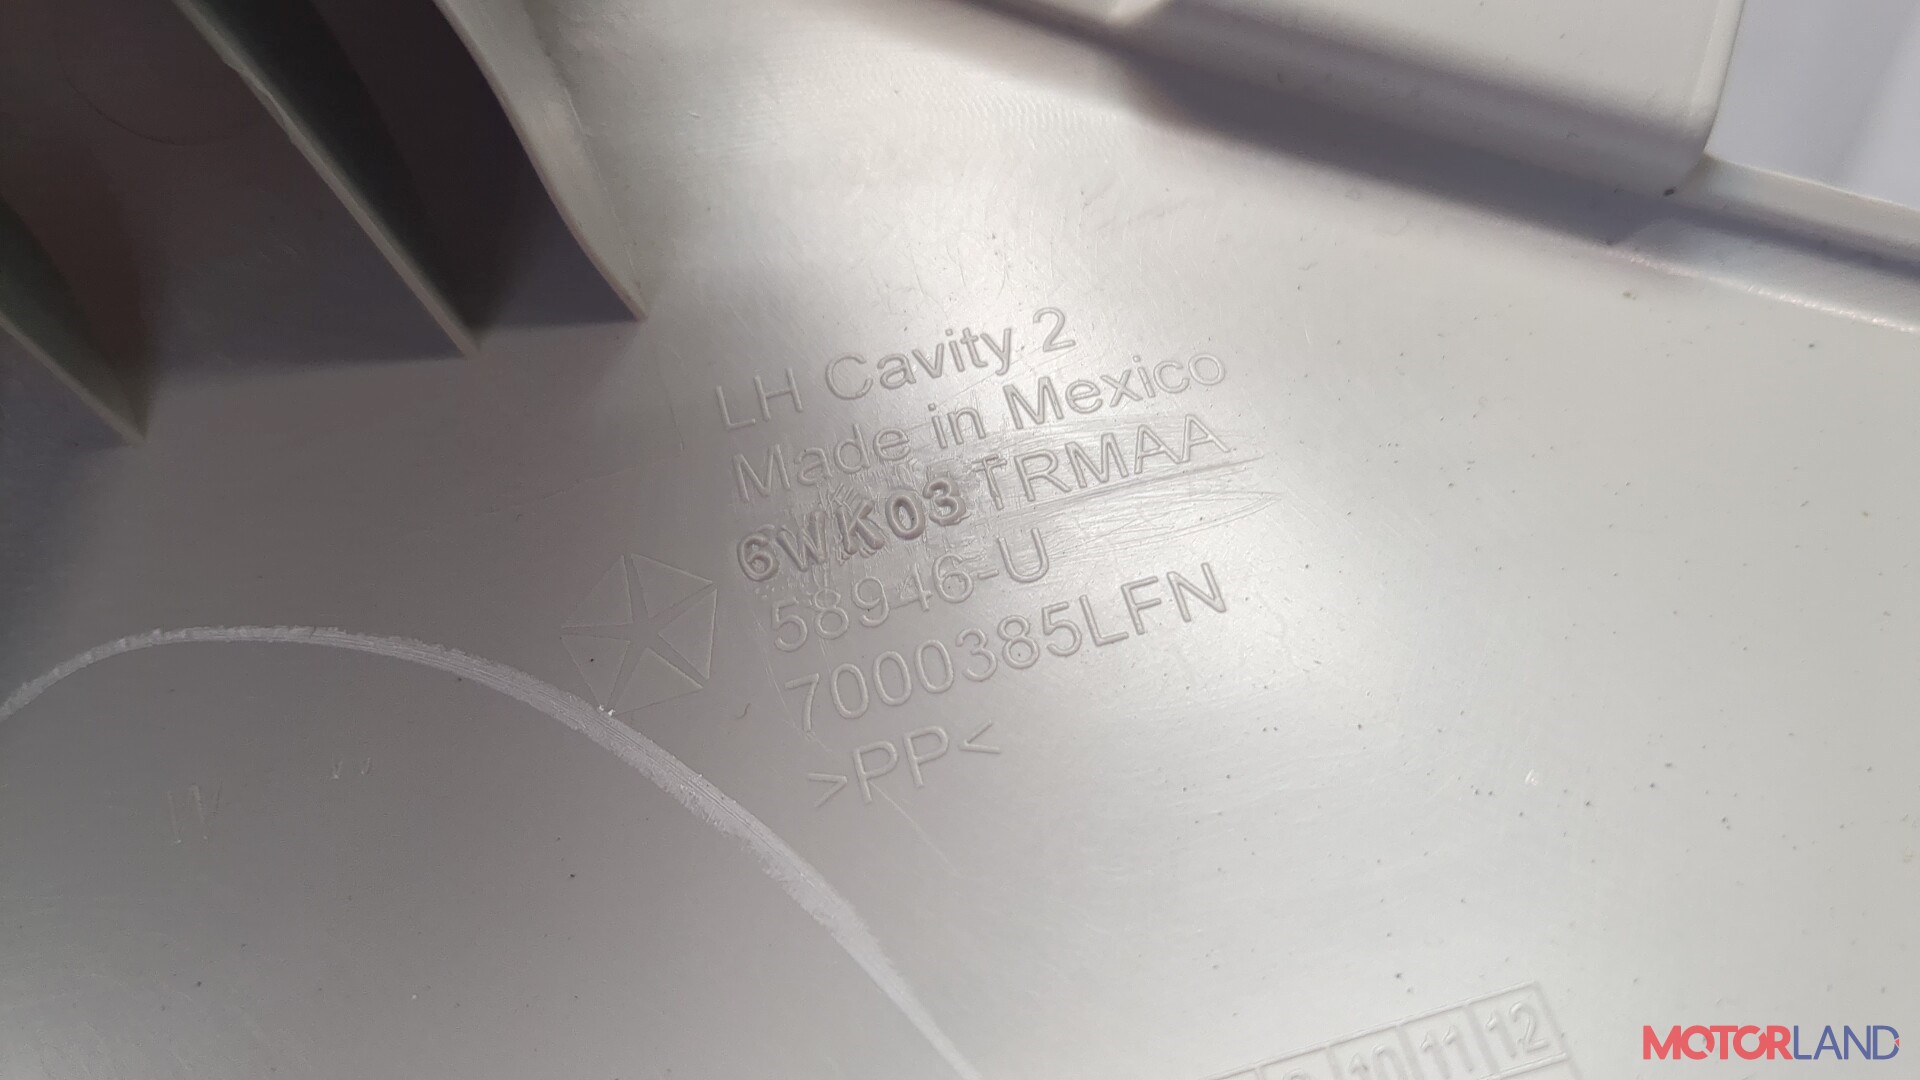 LH Cavity 2
Made in Mexico
6WK03TRMAA
58946-U
7000385LFN
>PP<
10 11 12
MOTORLAND